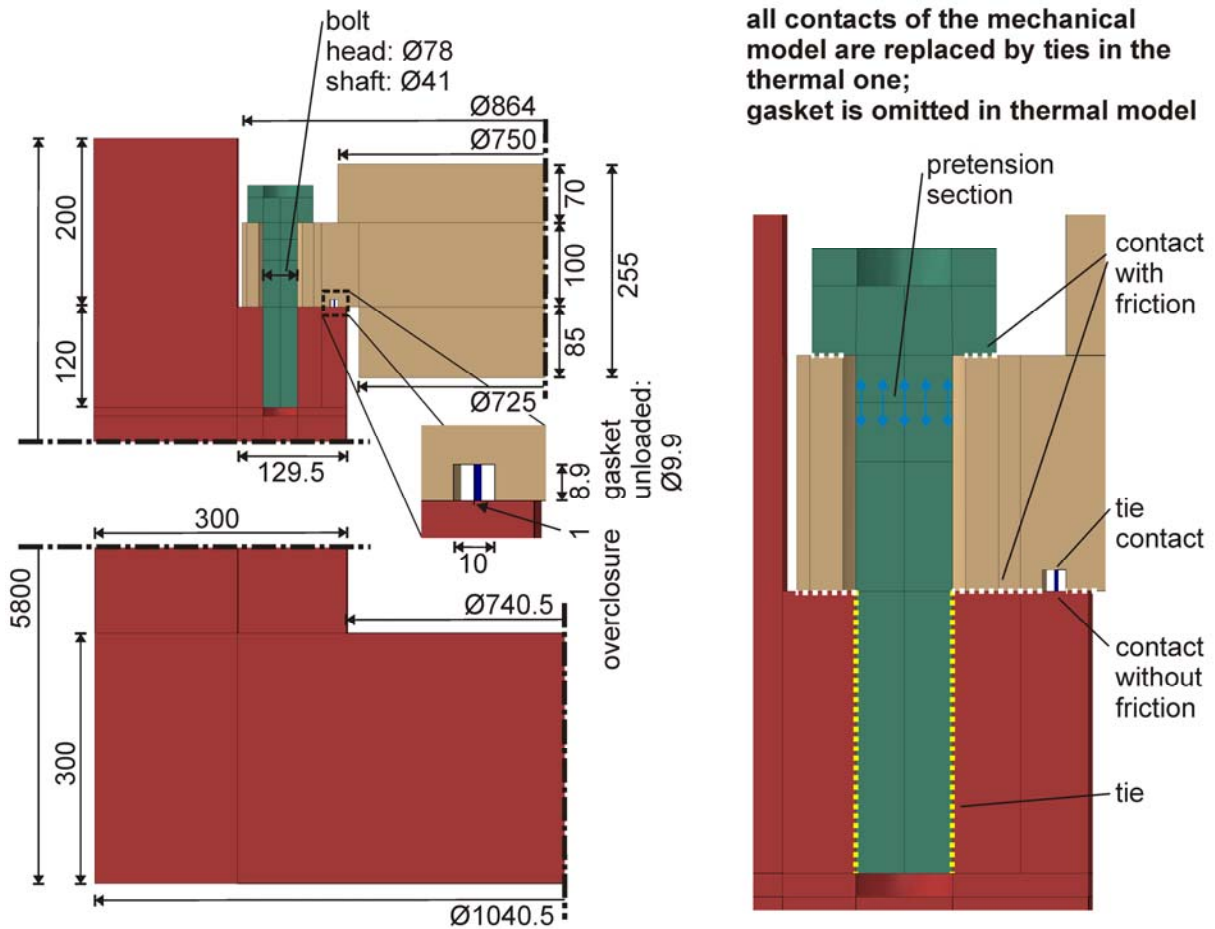 bolt
head: Ø78
shaft: Ø41
Ø864
Ø750
200
120
70
100
85
255
Ø725
129.5
8.9
gasket
unloaded:
Ø9.9
1
overclosure
10
300
5800
Ø740.5
300
Ø1040.5
all contacts of the mechanical
model are replaced by ties in the
thermal one;
gasket is omitted in thermal model
pretension
section
contact
with
friction
tie
contact
contact
without
friction
tie